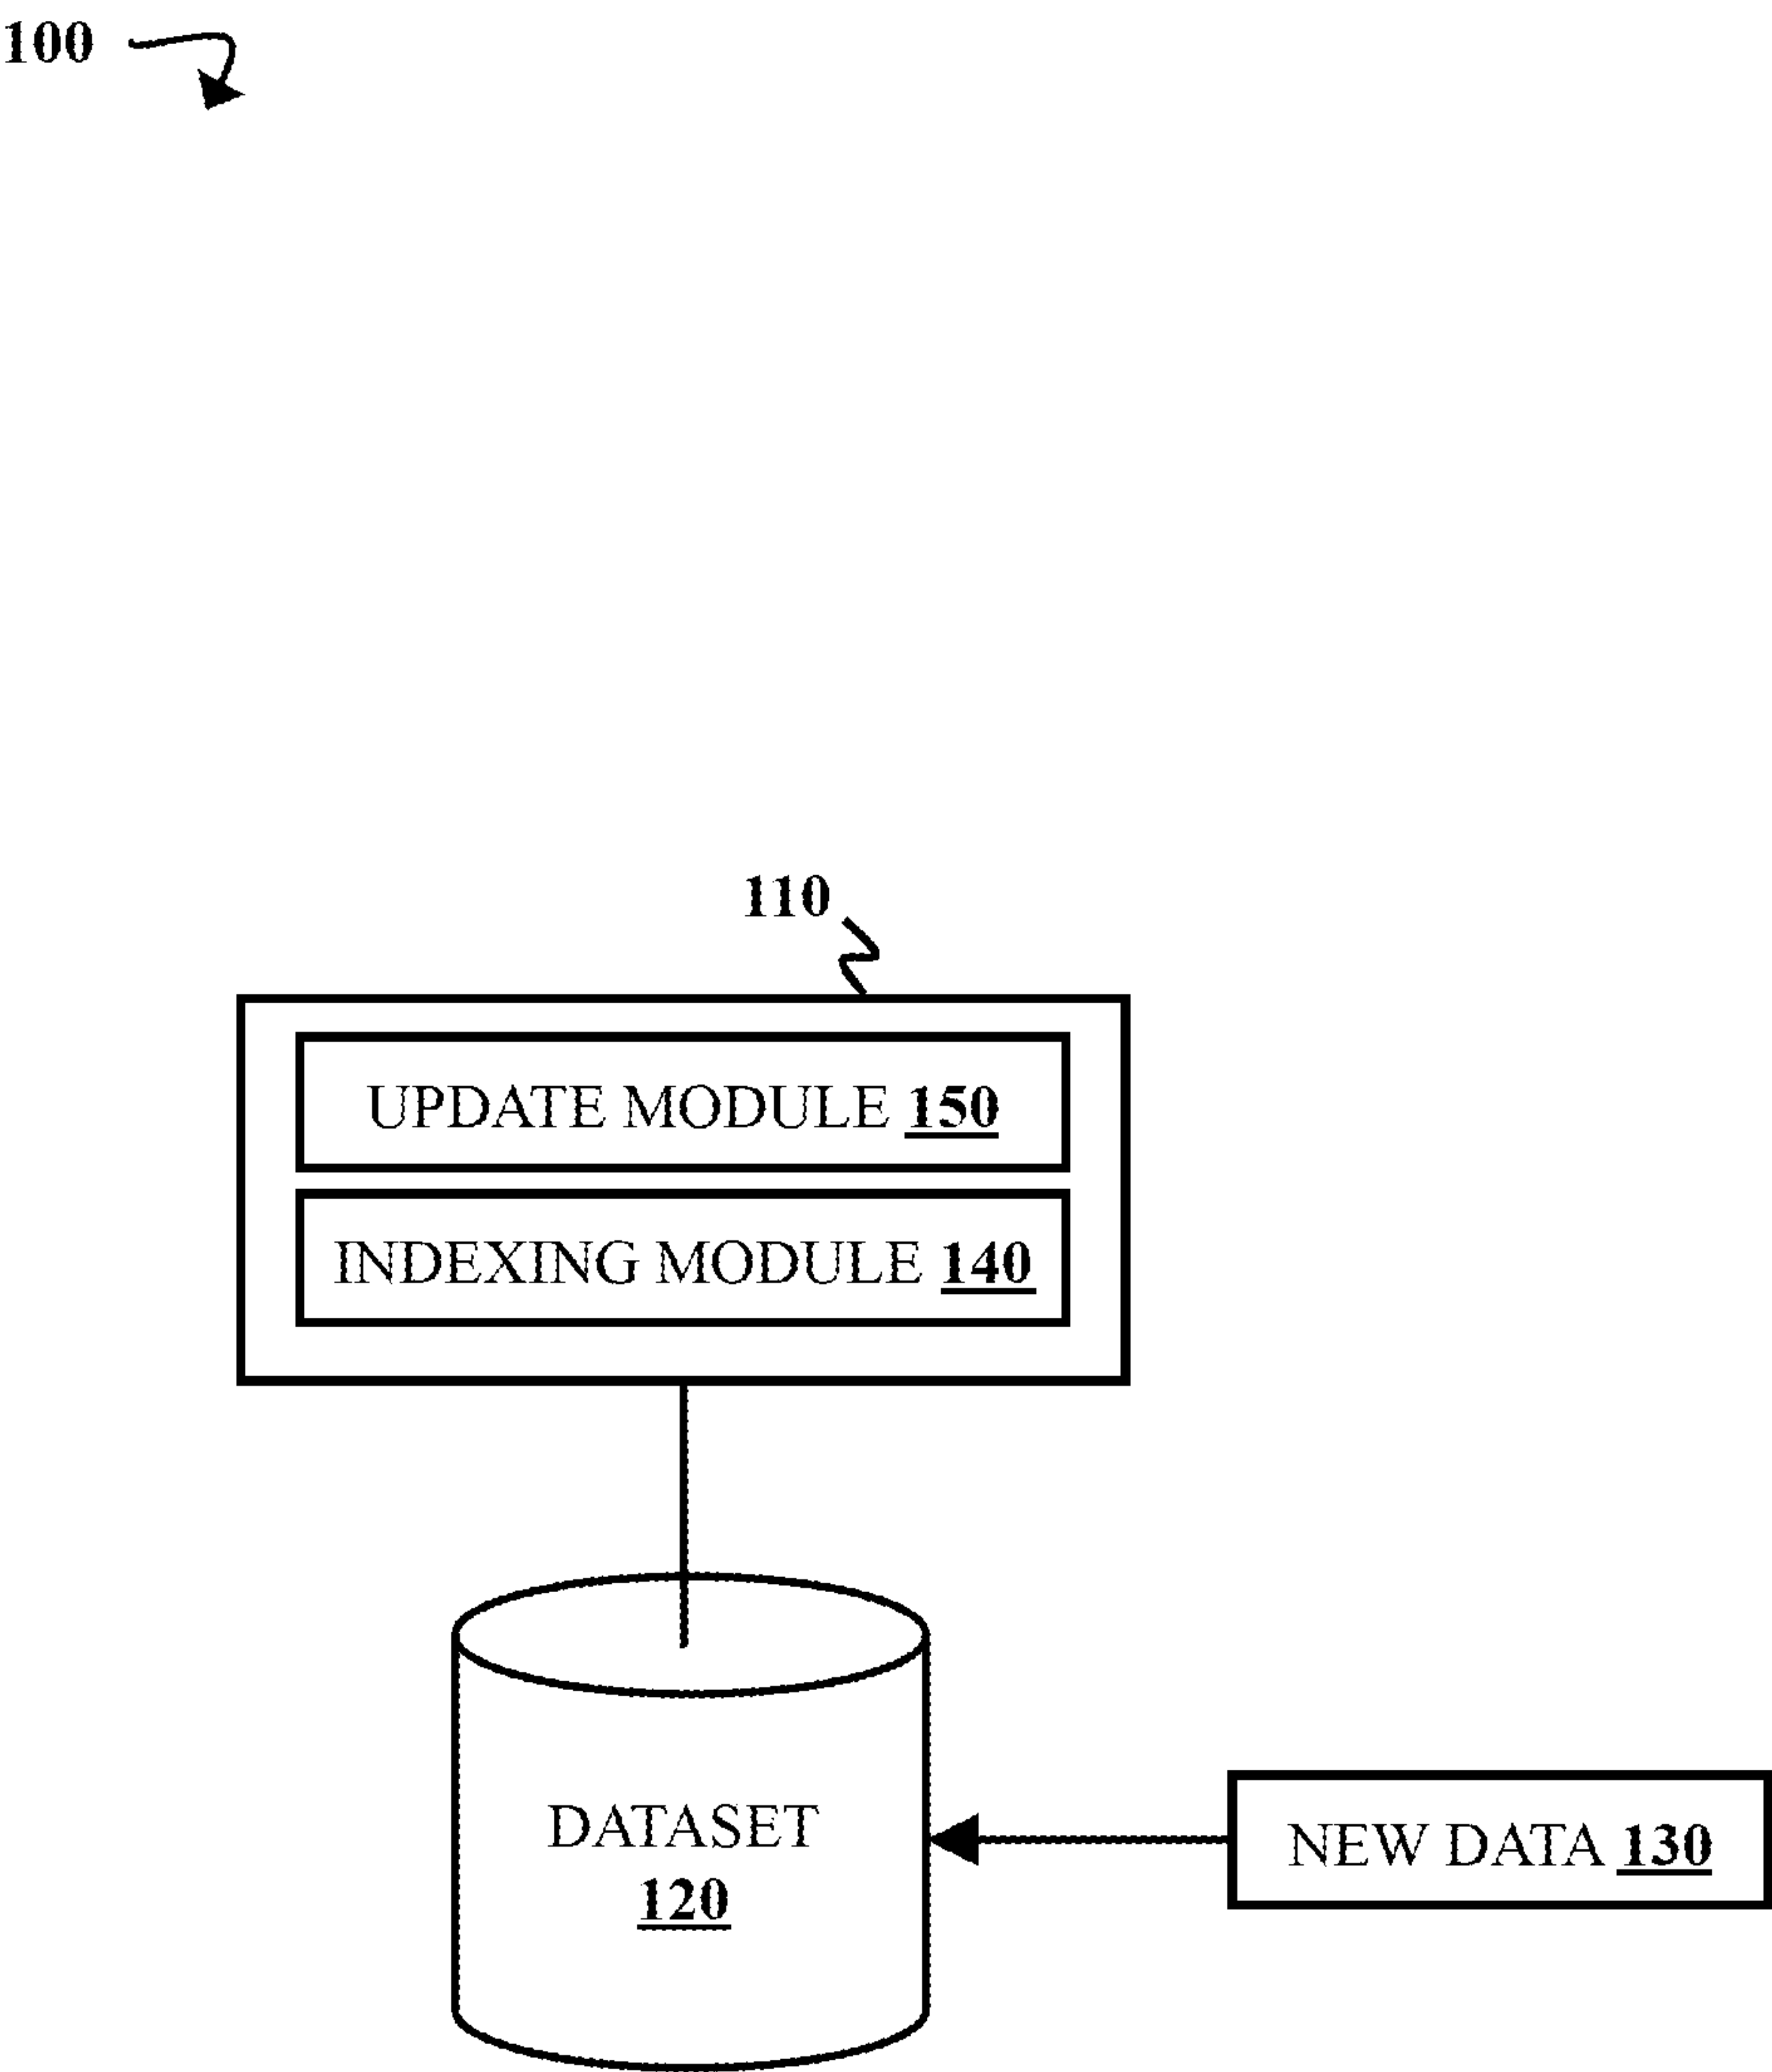 100
110
UPDATE MODULE 150
INDEXING MODULE 140
DATASET
120
NEW DATA 130